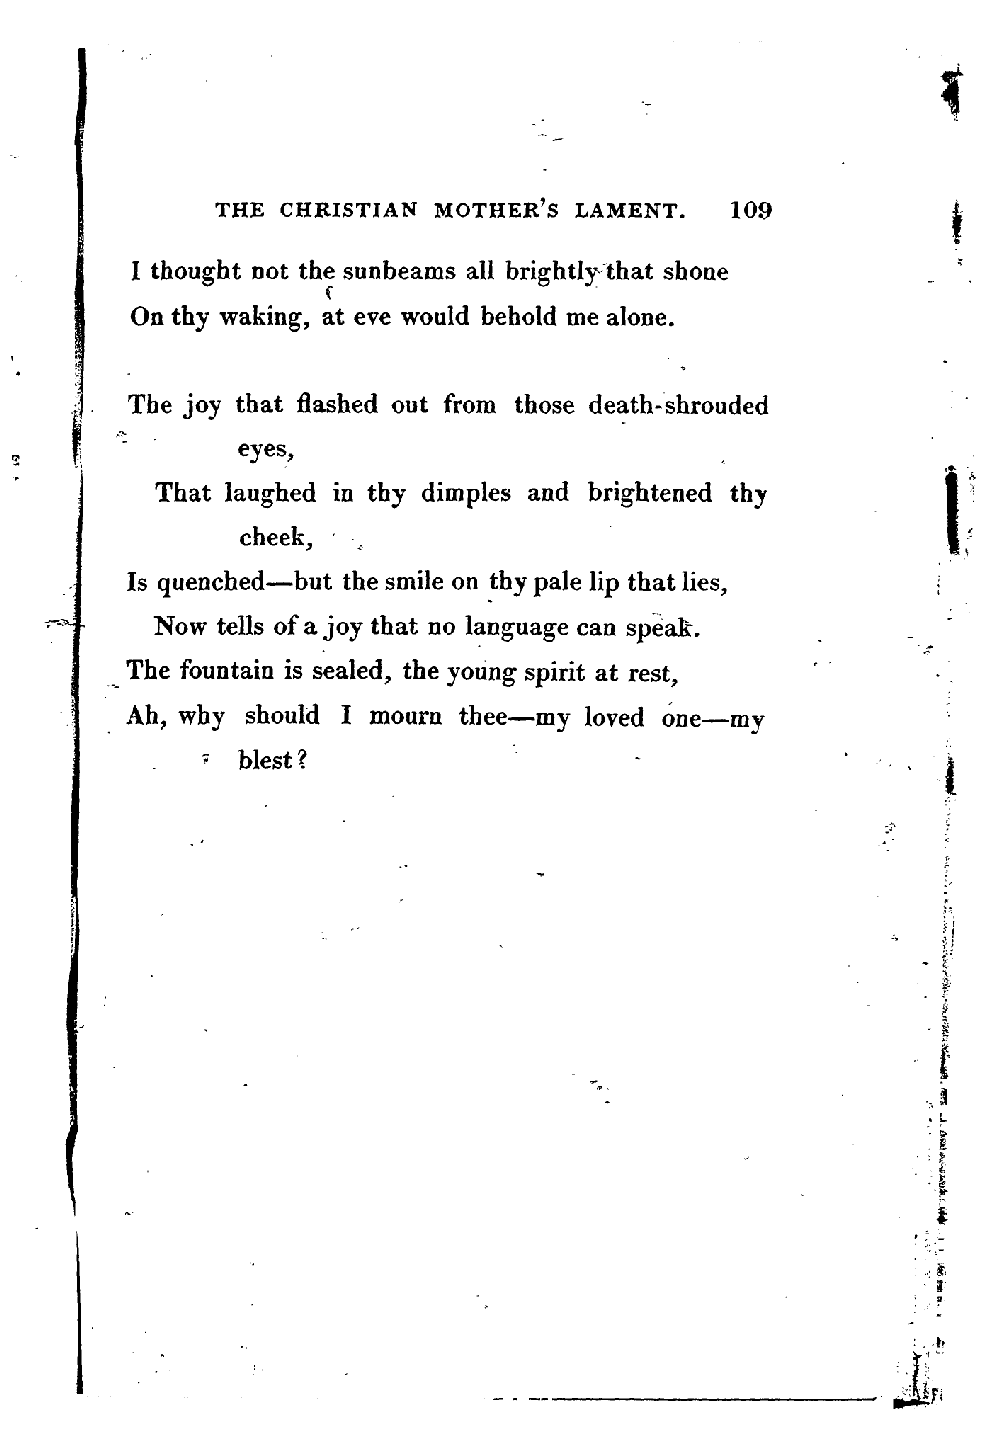 THE CHRISTIAN MOTHER'S LAMENT. 109
I thought not the sunbeams all brightly that shone
On thy waking, at eve would behold me alone.
The joy that flashed out from those death-shrouded
eyes,
That laughed in thy dimples and brightened thy
cheek,
Is quenched—but the smile on thy pale lip that lies,
Now tells of a joy that no language can speak.
The fountain is sealed, the young spirit at rest,
Ah, why should I mourn thee—my loved one—my
blest?